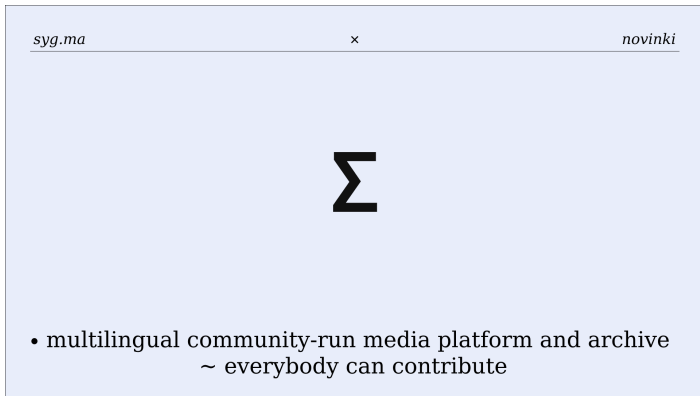 syg.ma × novinki
Σ
• multilingual community-run media platform and archive
~ everybody can contribute